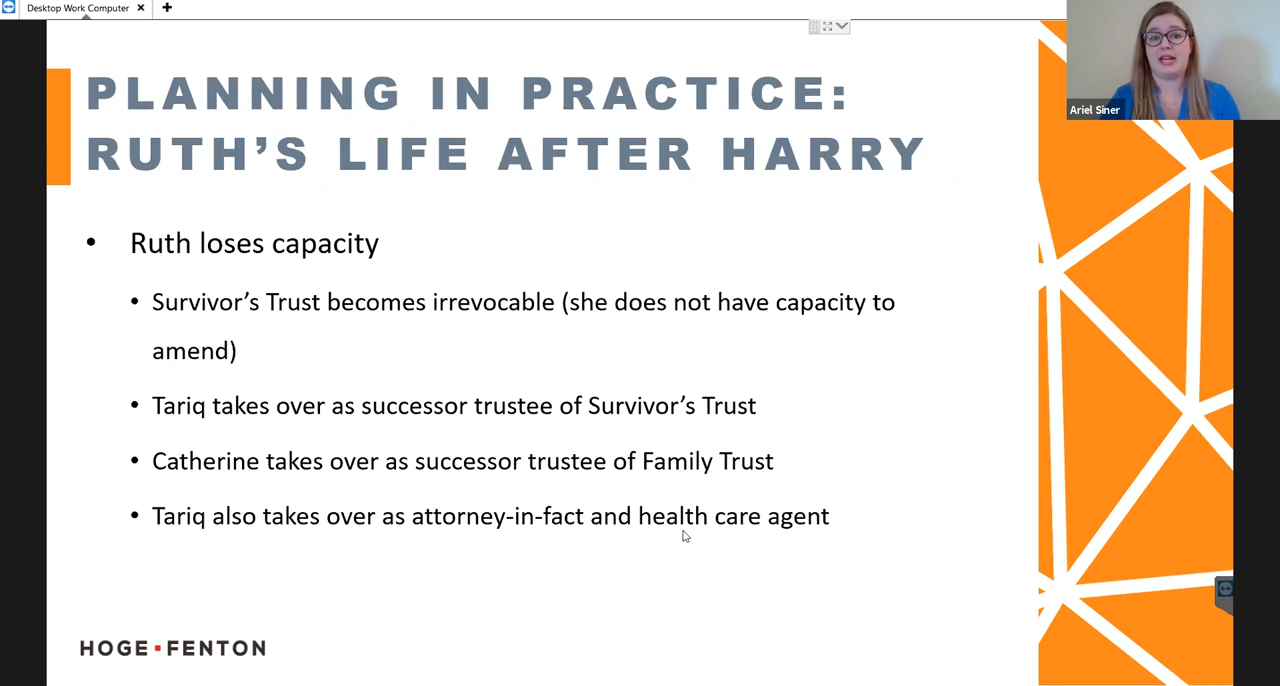 Desktop Work Computer
Ariel Siner
PLANNING IN PRACTICE:
RUTH’S LIFE AFTER HARRY
• Ruth loses capacity
• Survivor’s Trust becomes irrevocable (she does not have capacity to
amend)
• Tariq takes over as successor trustee of Survivor’s Trust
• Catherine takes over as successor trustee of Family Trust
• Tariq also takes over as attorney-in-fact and health care agent
HOGE FENTON